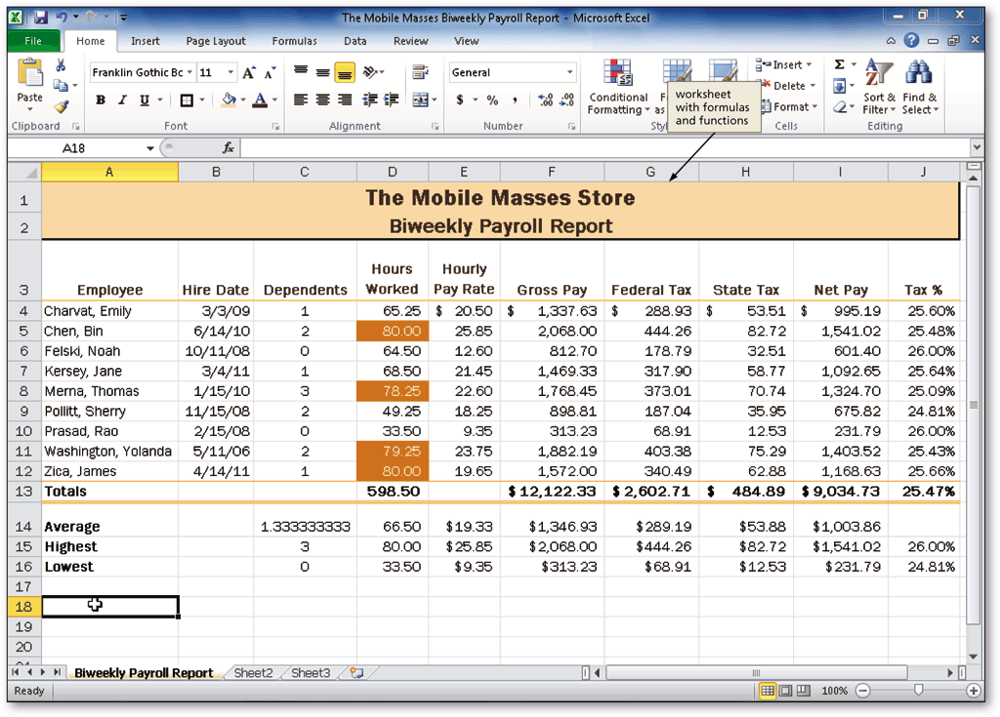 The Mobile Masses Biweekly Payroll Report - Microsoft Excel
File Home Insert Page Layout Formulas Data Review View
Franklin Gothic Bc 11 General Insert Σ
Paste B I U A $ % , Conditional Formatting F as Delete Sort & Filter Find & Select
Format
worksheet
with formulas
and functions
Clipboard Font Alignment Number Styl Cells Editing
A18 fx
A B C D E F G H I J
1 The Mobile Masses Store
2 Biweekly Payroll Report
3 Employee Hire Date Dependents Hours Worked Hourly Pay Rate Gross Pay Federal Tax State Tax Net Pay Tax %
4 Charvat, Emily 3/3/09 1 65.25 $ 20.50 $ 1,337.63 $ 288.93 $ 53.51 $ 995.19 25.60%
5 Chen, Bin 6/14/10 2 80.00 25.85 2,068.00 444.26 82.72 1,541.02 25.48%
6 Felski, Noah 10/11/08 0 64.50 12.60 812.70 178.79 32.51 601.40 26.00%
7 Kersey, Jane 3/4/11 1 68.50 21.45 1,469.33 317.90 58.77 1,092.65 25.64%
8 Merna, Thomas 1/15/10 3 78.25 22.60 1,768.45 373.01 70.74 1,324.70 25.09%
9 Pollitt, Sherry 11/15/08 2 49.25 18.25 898.81 187.04 35.95 675.82 24.81%
10 Prasad, Rao 2/15/08 0 33.50 9.35 313.23 68.91 12.53 231.79 26.00%
11 Washington, Yolanda 5/11/06 2 79.25 23.75 1,882.19 403.38 75.29 1,403.52 25.43%
12 Zica, James 4/14/11 1 80.00 19.65 1,572.00 340.49 62.88 1,168.63 25.66%
13 Totals 598.50 $ 12,122.33 $ 2,602.71 $ 484.89 $ 9,034.73 25.47%
14 Average 1.333333333 66.50 $19.33 $1,346.93 $289.19 $53.88 $1,003.86
15 Highest 3 80.00 $25.85 $2,068.00 $444.26 $82.72 $1,541.02 26.00%
16 Lowest 0 33.50 $9.35 $313.23 $68.91 $12.53 $231.79 24.81%
17
18
19
20
Biweekly Payroll Report Sheet2 Sheet3
Ready 100%